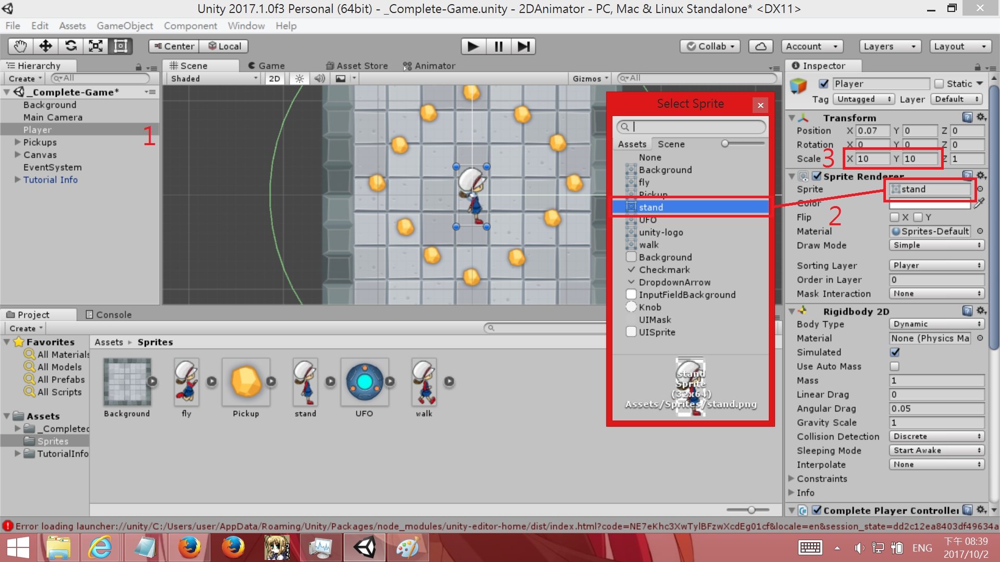 Unity 2017.1.0f3 Personal (64bit) - _Complete-Game.unity - 2DAnimator - PC, Mac & Linux Standalone* <DX11>
File Edit Assets GameObject Component Window Help
Center Local Collab Account Layers Layout
Hierarchy
Create All
_Complete-Game*
Background
Main Camera
Player
1
Pickups
Canvas
EventSystem
Tutorial Info
Scene Game Asset Store Animator
Shaded 2D Gizmos All
Select Sprite
Assets Scene
None
Background
fly
Pickup
stand
UFO
unity-logo
walk
Background
Checkmark
DropdownArrow
InputFieldBackground
Knob
UIMask
UISprite
stand
Sprite
(32x64)
Assets/Sprites/stand.png
Inspector
Player Static
Tag Untagged Layer Default
Transform
Position X 0.07 Y 0 Z 0
Rotation X 0 Y 0 Z 0
3
Scale X 10 Y 10 Z 1
Sprite Renderer
Sprite stand
Color
2
Flip X Y
Material Sprites-Default
Draw Mode Simple
Sorting Layer Player
Order in Layer 0
Mask Interaction None
Rigidbody 2D
Body Type Dynamic
Material None (Physics Ma
Simulated
Use Auto Mass
Mass 1
Linear Drag 0
Angular Drag 0.05
Gravity Scale 1
Collision Detection Discrete
Sleeping Mode Start Awake
Interpolate None
Constraints
Info
Complete Player Controller
Project Console
Create
Favorites
All Materials
All Models
All Prefabs
All Scripts
Assets
_Completed
Sprites
TutorialInfo
Assets Sprites
Background fly Pickup stand UFO walk
Error loading launcher://unity/C:/Users/user/AppData/Roaming/Unity/Packages/node_modules/unity-editor-home/dist/index.html?code=NE7eKhc3XwTylBFzwXcdEg01cf&locale=en&session_state=dd2c12ea8403df49634a
ENG
下午 08:39
2017/10/2